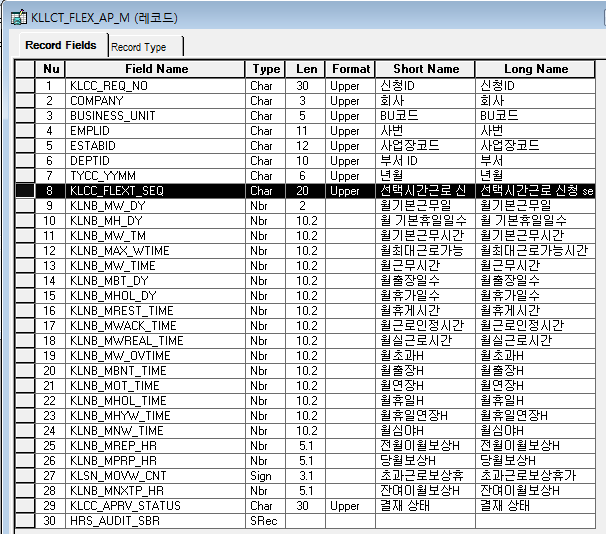 KLLCT_FLEX_AP_M (레코드)
Record Fields Record Type
Nu Field Name Type Len Format Short Name Long Name
1 KLCC_REQ_NO Char 30 Upper 신청ID 신청ID
2 COMPANY Char 3 Upper 회사 회사
3 BUSINESS_UNIT Char 5 Upper BU코드 BU코드
4 EMPLID Char 11 Upper 사번 사번
5 ESTABID Char 12 Upper 사업장코드 사업장코드
6 DEPTID Char 10 Upper 부서 ID 부서
7 TYCC_YYMM Char 6 Upper 년월 년월
8 KLCC_FLEXT_SEQ Char 20 Upper 선택시간근로 신 선택시간근로 신청 se
9 KLNB_MW_DY Nbr 2 월기본근무일 월기본근무일
10 KLNB_MH_DY Nbr 10.2 월 기본휴일일수 월 기본휴일일수
11 KLNB_MW_TM Nbr 10.2 월기본근무시간 월기본근무시간
12 KLNB_MAX_WTIME Nbr 10.2 월최대근로가능 월최대근로가능시간
13 KLNB_MW_TIME Nbr 10.2 월근무시간 월근무시간
14 KLNB_MBT_DY Nbr 10.2 월출장일수 월출장일수
15 KLNB_MHOL_DY Nbr 10.2 월휴가일수 월휴가일수
16 KLNB_MREST_TIME Nbr 10.2 월휴게시간 월휴게시간
17 KLNB_MWACK_TIME Nbr 10.2 월근로인정시간 월근로인정시간
18 KLNB_MWREAL_TIME Nbr 10.2 월실근로시간 월실근로시간
19 KLNB_MW_OVTIME Nbr 10.2 월초과H 월초과H
20 KLNB_MBNT_TIME Nbr 10.2 월출장H 월출장H
21 KLNB_MOT_TIME Nbr 10.2 월연장H 월연장H
22 KLNB_MHOL_TIME Nbr 10.2 월휴일H 월휴일H
23 KLNB_MHYW_TIME Nbr 10.2 월휴일연장H 월휴일연장H
24 KLNB_MNW_TIME Nbr 10.2 월심야H 월심야H
25 KLNB_MREP_HR Nbr 5.1 전월이월보상H 전월이월보상H
26 KLNB_MPRP_HR Nbr 5.1 당월보상H 당월보상H
27 KLSN_MOVW_CNT Sign 3.1 초과근로보상휴 초과근로보상휴가
28 KLNB_MNXTP_HR Nbr 5.1 잔여이월보상H 잔여이월보상H
29 KLCC_APRV_STATUS Char 30 Upper 결재 상태 결재 상태
30 HRS_AUDIT_SBR SRec